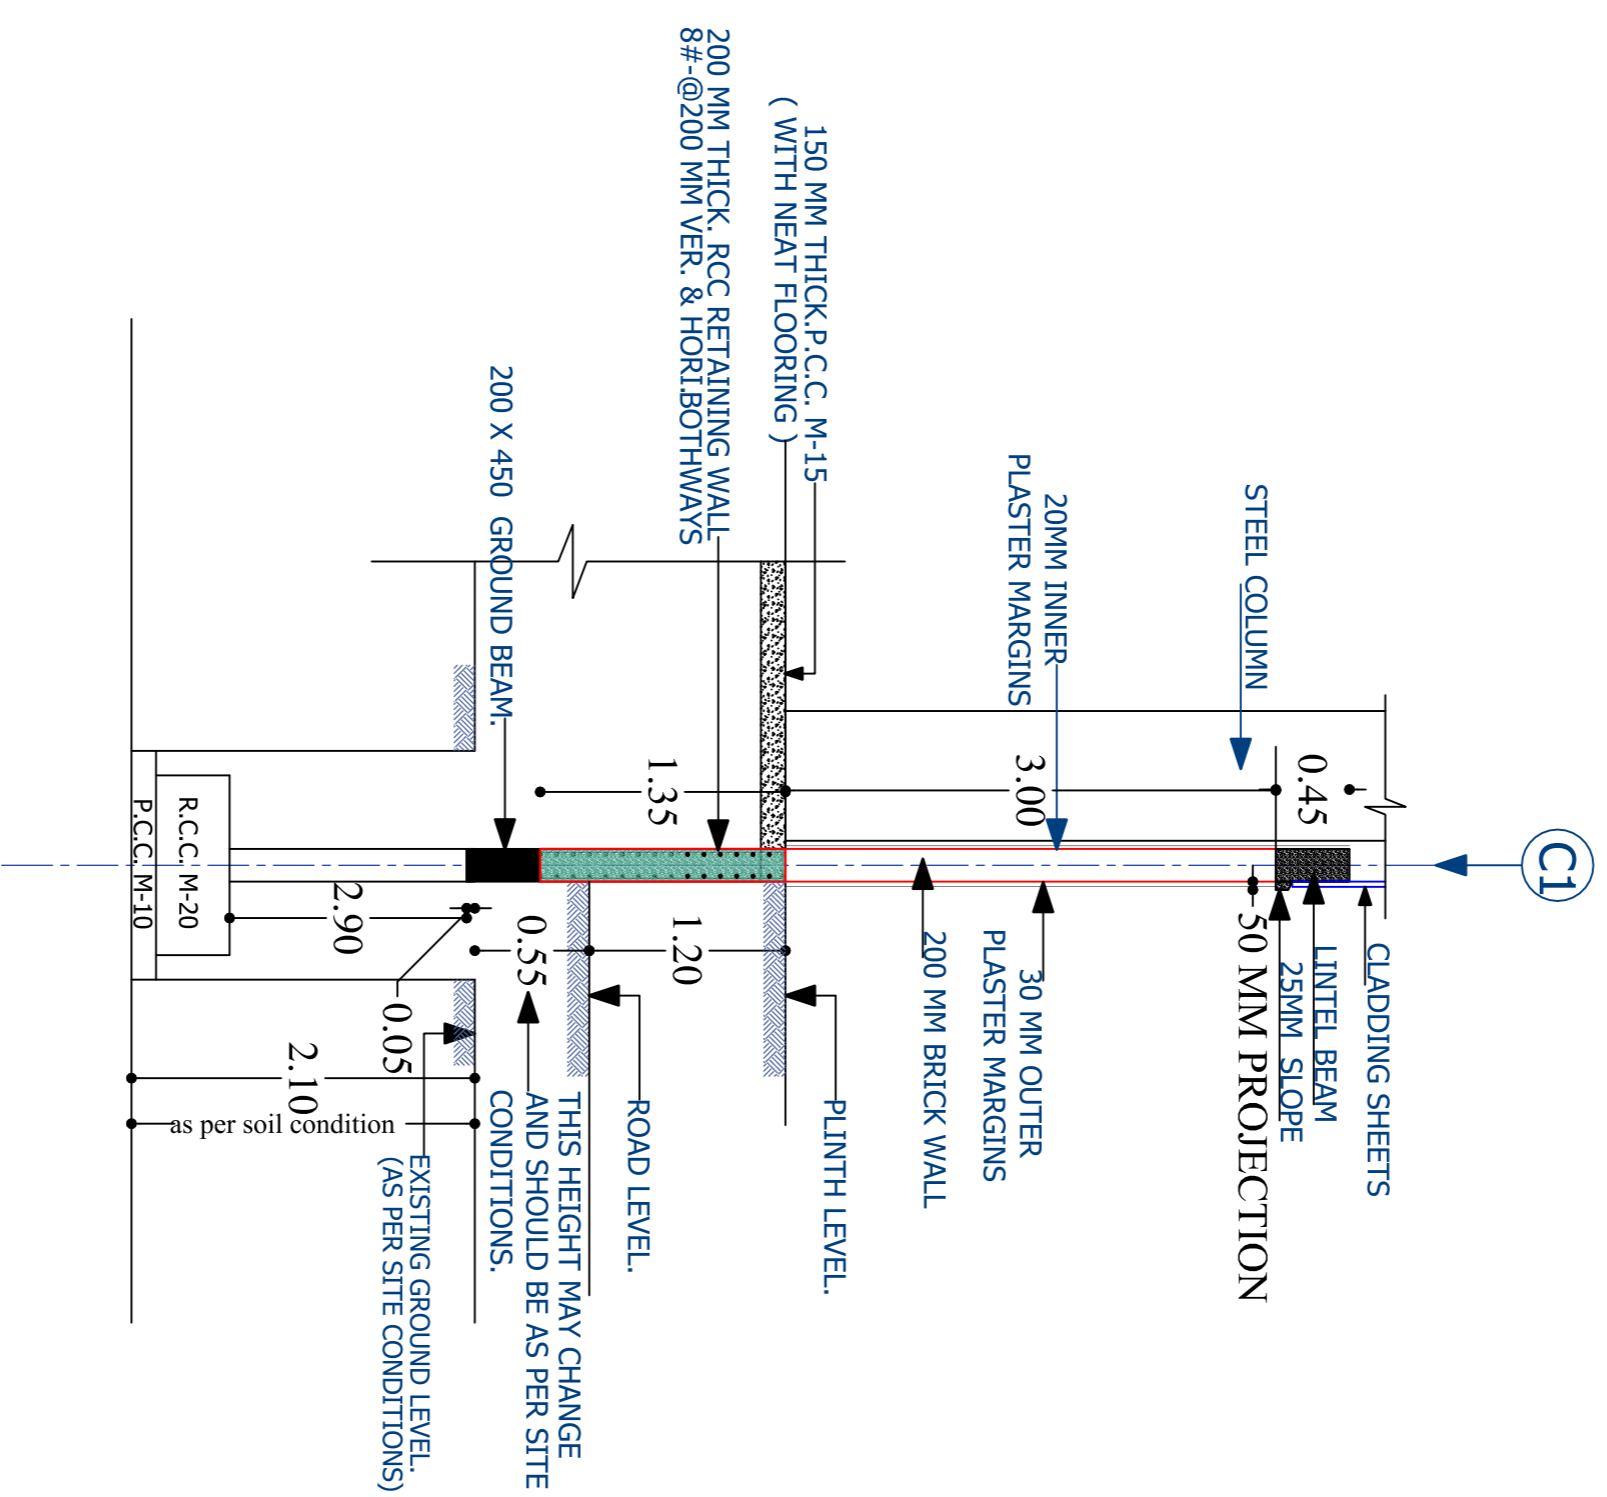 C1
CLADDING SHEETS
LINTEL BEAM
25MM SLOPE
50 MM PROJECTION
0.45
STEEL COLUMN
3.00
20MM INNER
PLASTER MARGINS
30 MM OUTER
PLASTER MARGINS
200 MM BRICK WALL
150 MM THICK.P.C.C. M-15
( WITH NEAT FLOORING )
PLINTH LEVEL.
200 MM THICK. RCC RETAINING WALL
8#-@200 MM VER. & HORI.BOTHWAYS
1.35
1.20
ROAD LEVEL.
0.55
THIS HEIGHT MAY CHANGE
AND SHOULD BE AS PER SITE
CONDITIONS.
200 X 450 GROUND BEAM.
0.05
EXISTING GROUND LEVEL.
(AS PER SITE CONDITIONS)
2.90
2.10
as per soil condition
R.C.C. M-20
P.C.C. M-10